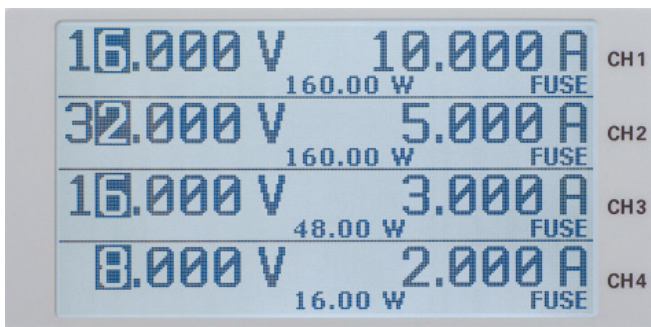 16.000 V 10.000 A CH1
160.00 W FUSE
32.000 V 5.000 A CH2
160.00 W FUSE
16.000 V 3.000 A CH3
48.00 W FUSE
8.000 V 2.000 A CH4
16.00 W FUSE